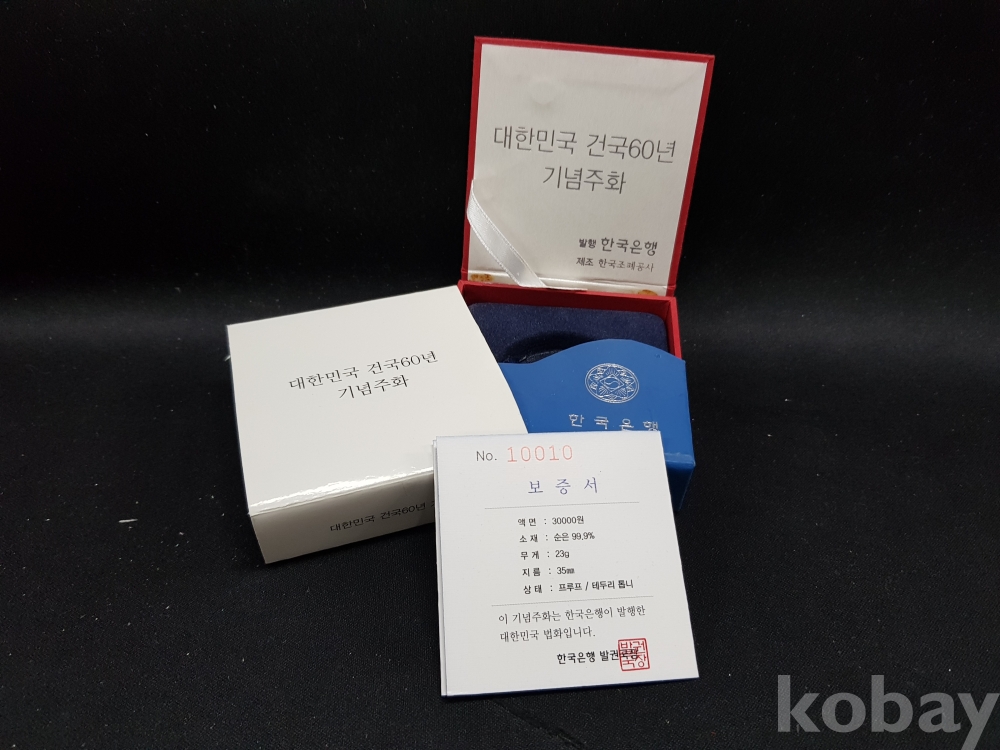 대한민국 건국60년
기념주화
발행 한국은행
제조 한국조폐공사
대한민국 건국60년
기념주화
대한민국 건국60년
한국은행
No. 10010
보증서
액면 : 30000원
소재 : 순은 99.9%
무게 : 23g
지름 : 35㎜
상태 : 프루프 / 테두리 톱니
이 기념주화는 한국은행이 발행한
대한민국 법화입니다.
한국은행 발권국장
kobay